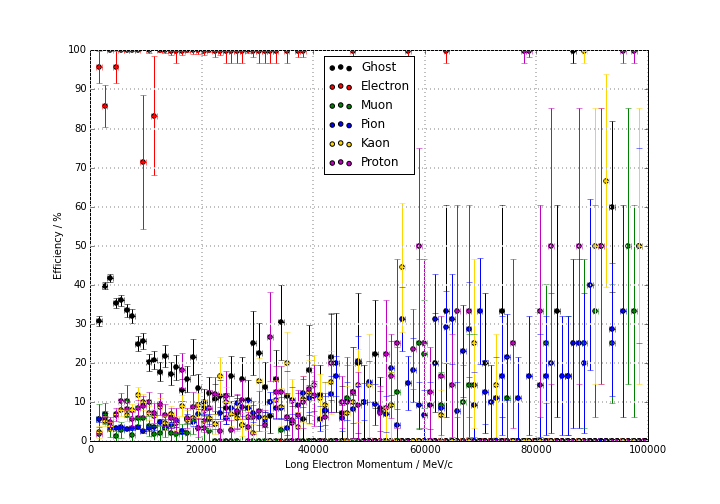 100
90
80
70
60
50
40
30
20
10
0
Efficiency / %
Ghost
Electron
Muon
Pion
Kaon
Proton
0 20000 40000 60000 80000 100000
Long Electron Momentum / MeV/c